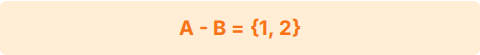 A - B = {1, 2}